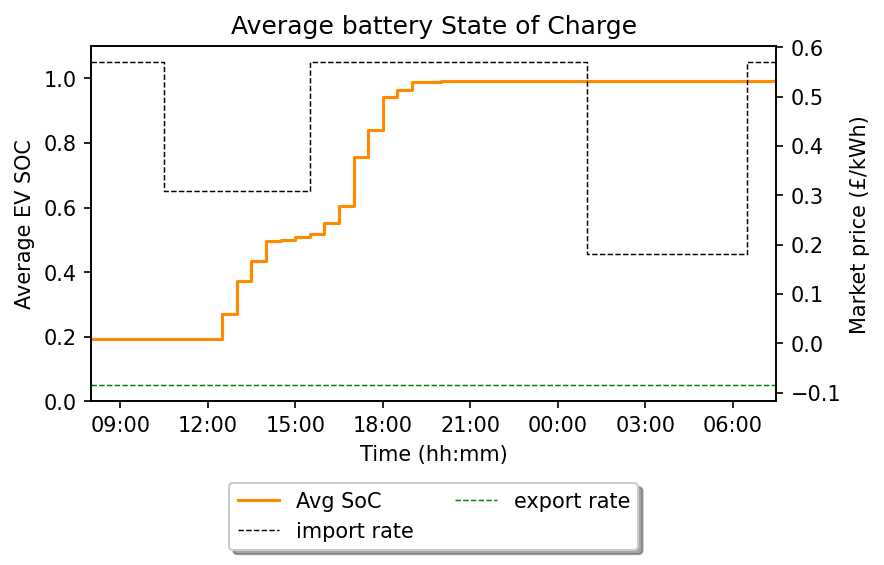 Average battery State of Charge
Average EV SOC
1.0
0.8
0.6
0.4
0.2
0.0
0.6
0.5
0.4
0.3
0.2
0.1
0.0
−0.1
Market price (£/kWh)
09:00 12:00 15:00 18:00 21:00 00:00 03:00 06:00
Time (hh:mm)
Avg SoC export rate
import rate